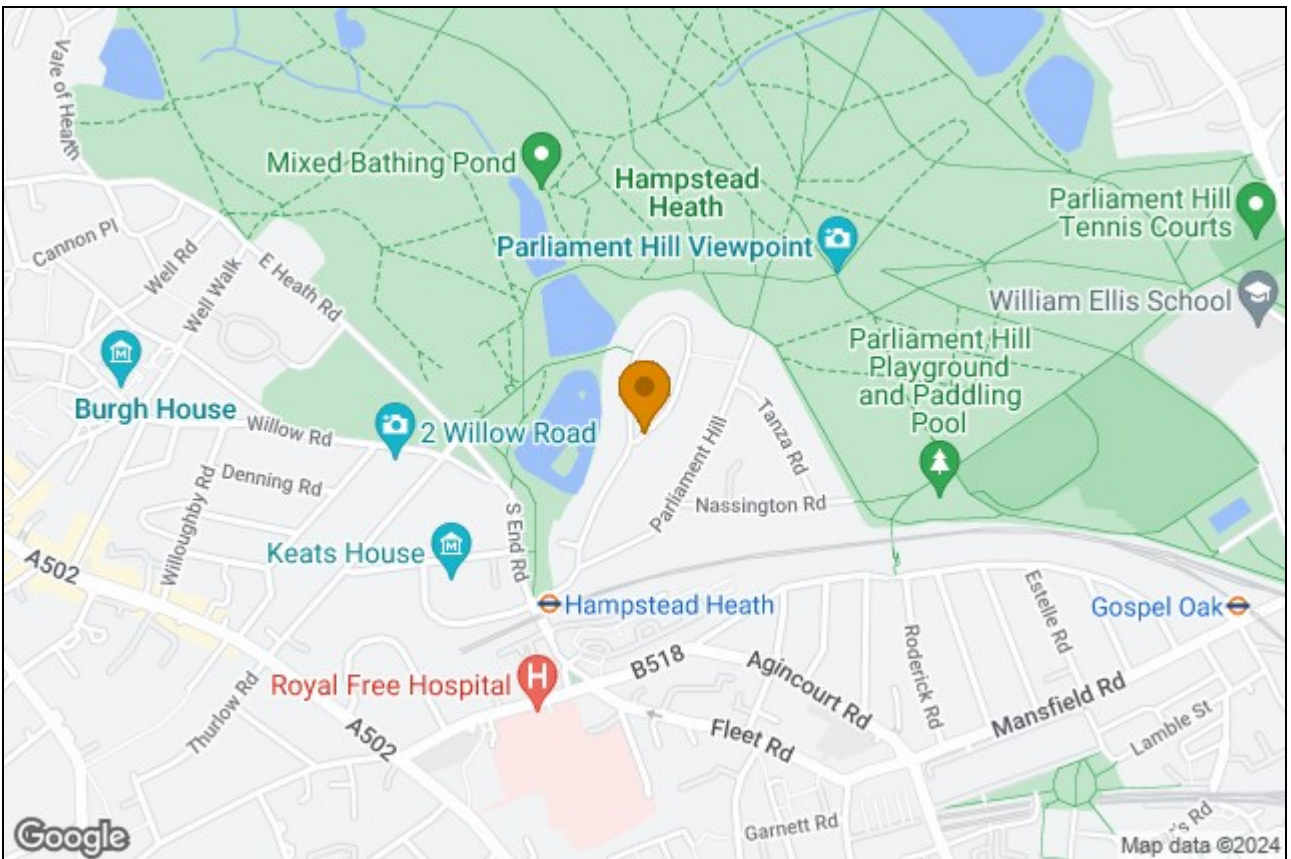 Vale of Health
Mixed Bathing Pond
Hampstead
Heath
Parliament Hill
Tennis Courts
Cannon Pl
Well Rd
Well Walk
E Heath Rd
Parliament Hill Viewpoint
William Ellis School
Parliament Hill
Playground
and Paddling
Pool
Burgh House
Willow Rd
2 Willow Road
Tanza Rd
Parliament Hill
Denning Rd
Willoughby Rd
Nassington Rd
S End Rd
Keats House
A502
Hampstead Heath
Estelle Rd
Gospel Oak
Roderick Rd
B518
Agincourt Rd
Royal Free Hospital
Mansfield Rd
Thurlow Rd
A502
Fleet Rd
Lamble St
Garnett Rd
Google
Map data ©2024